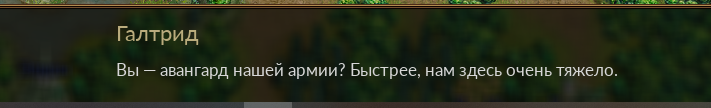 Галтрид
Вы — авангард нашей армии? Быстрее, нам здесь очень тяжело.